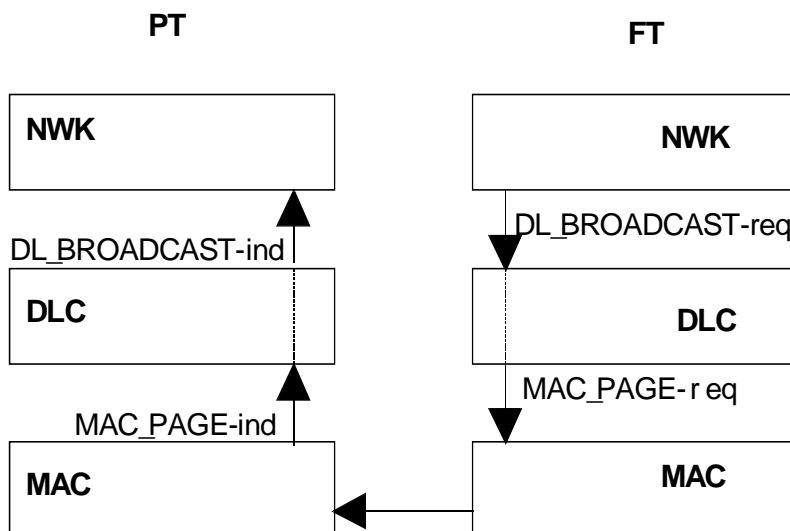 PT
FT
NWK
NWK
DL_BROADCAST-req
DL_BROADCAST-ind
DLC
DLC
MAC_PAGE-r eq
MAC_PAGE-ind
MAC
MAC